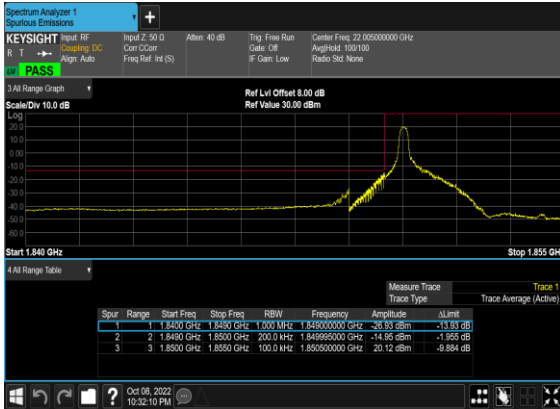 Spectrum Analyzer 1
Spurious Emissions
+
KEYSIGHT Input: RF Input Z: 50 Ω Atten: 40 dB Trig: Free Run Center Freq: 22.005000000 GHz
R T Coupling: DC Corr CCorr Gate: Off Avg|Hold: 100/100
Align: Auto Freq Ref: Int (S) IF Gain: Low Radio Std: None
PASS
3 All Range Graph
Ref Lvl Offset 8.00 dB
Scale/Div 10.0 dB Ref Value 30.00 dBm
Log
20.0
10.0
0.00
-10.0
-20.0
-30.0
-40.0
-50.0
-60.0
Start 1.840 GHz Stop 1.855 GH
4 All Range Table
Measure Trace Trace 1
Trace Type Trace Average (Active)
Spur Range Start Freq Stop Freq RBW Frequency Amplitude ΔLimit
1 1 1.8400 GHz 1.8490 GHz 1.000 MHz 1.849000000 GHz -26.93 dBm -13.93 dB
2 2 1.8490 GHz 1.8500 GHz 200.0 kHz 1.849995000 GHz -14.95 dBm -1.955 dB
3 3 1.8500 GHz 1.8550 GHz 100.0 kHz 1.850500000 GHz 20.12 dBm -9.884 dB
? Oct 08, 2022
10:32:10 PM